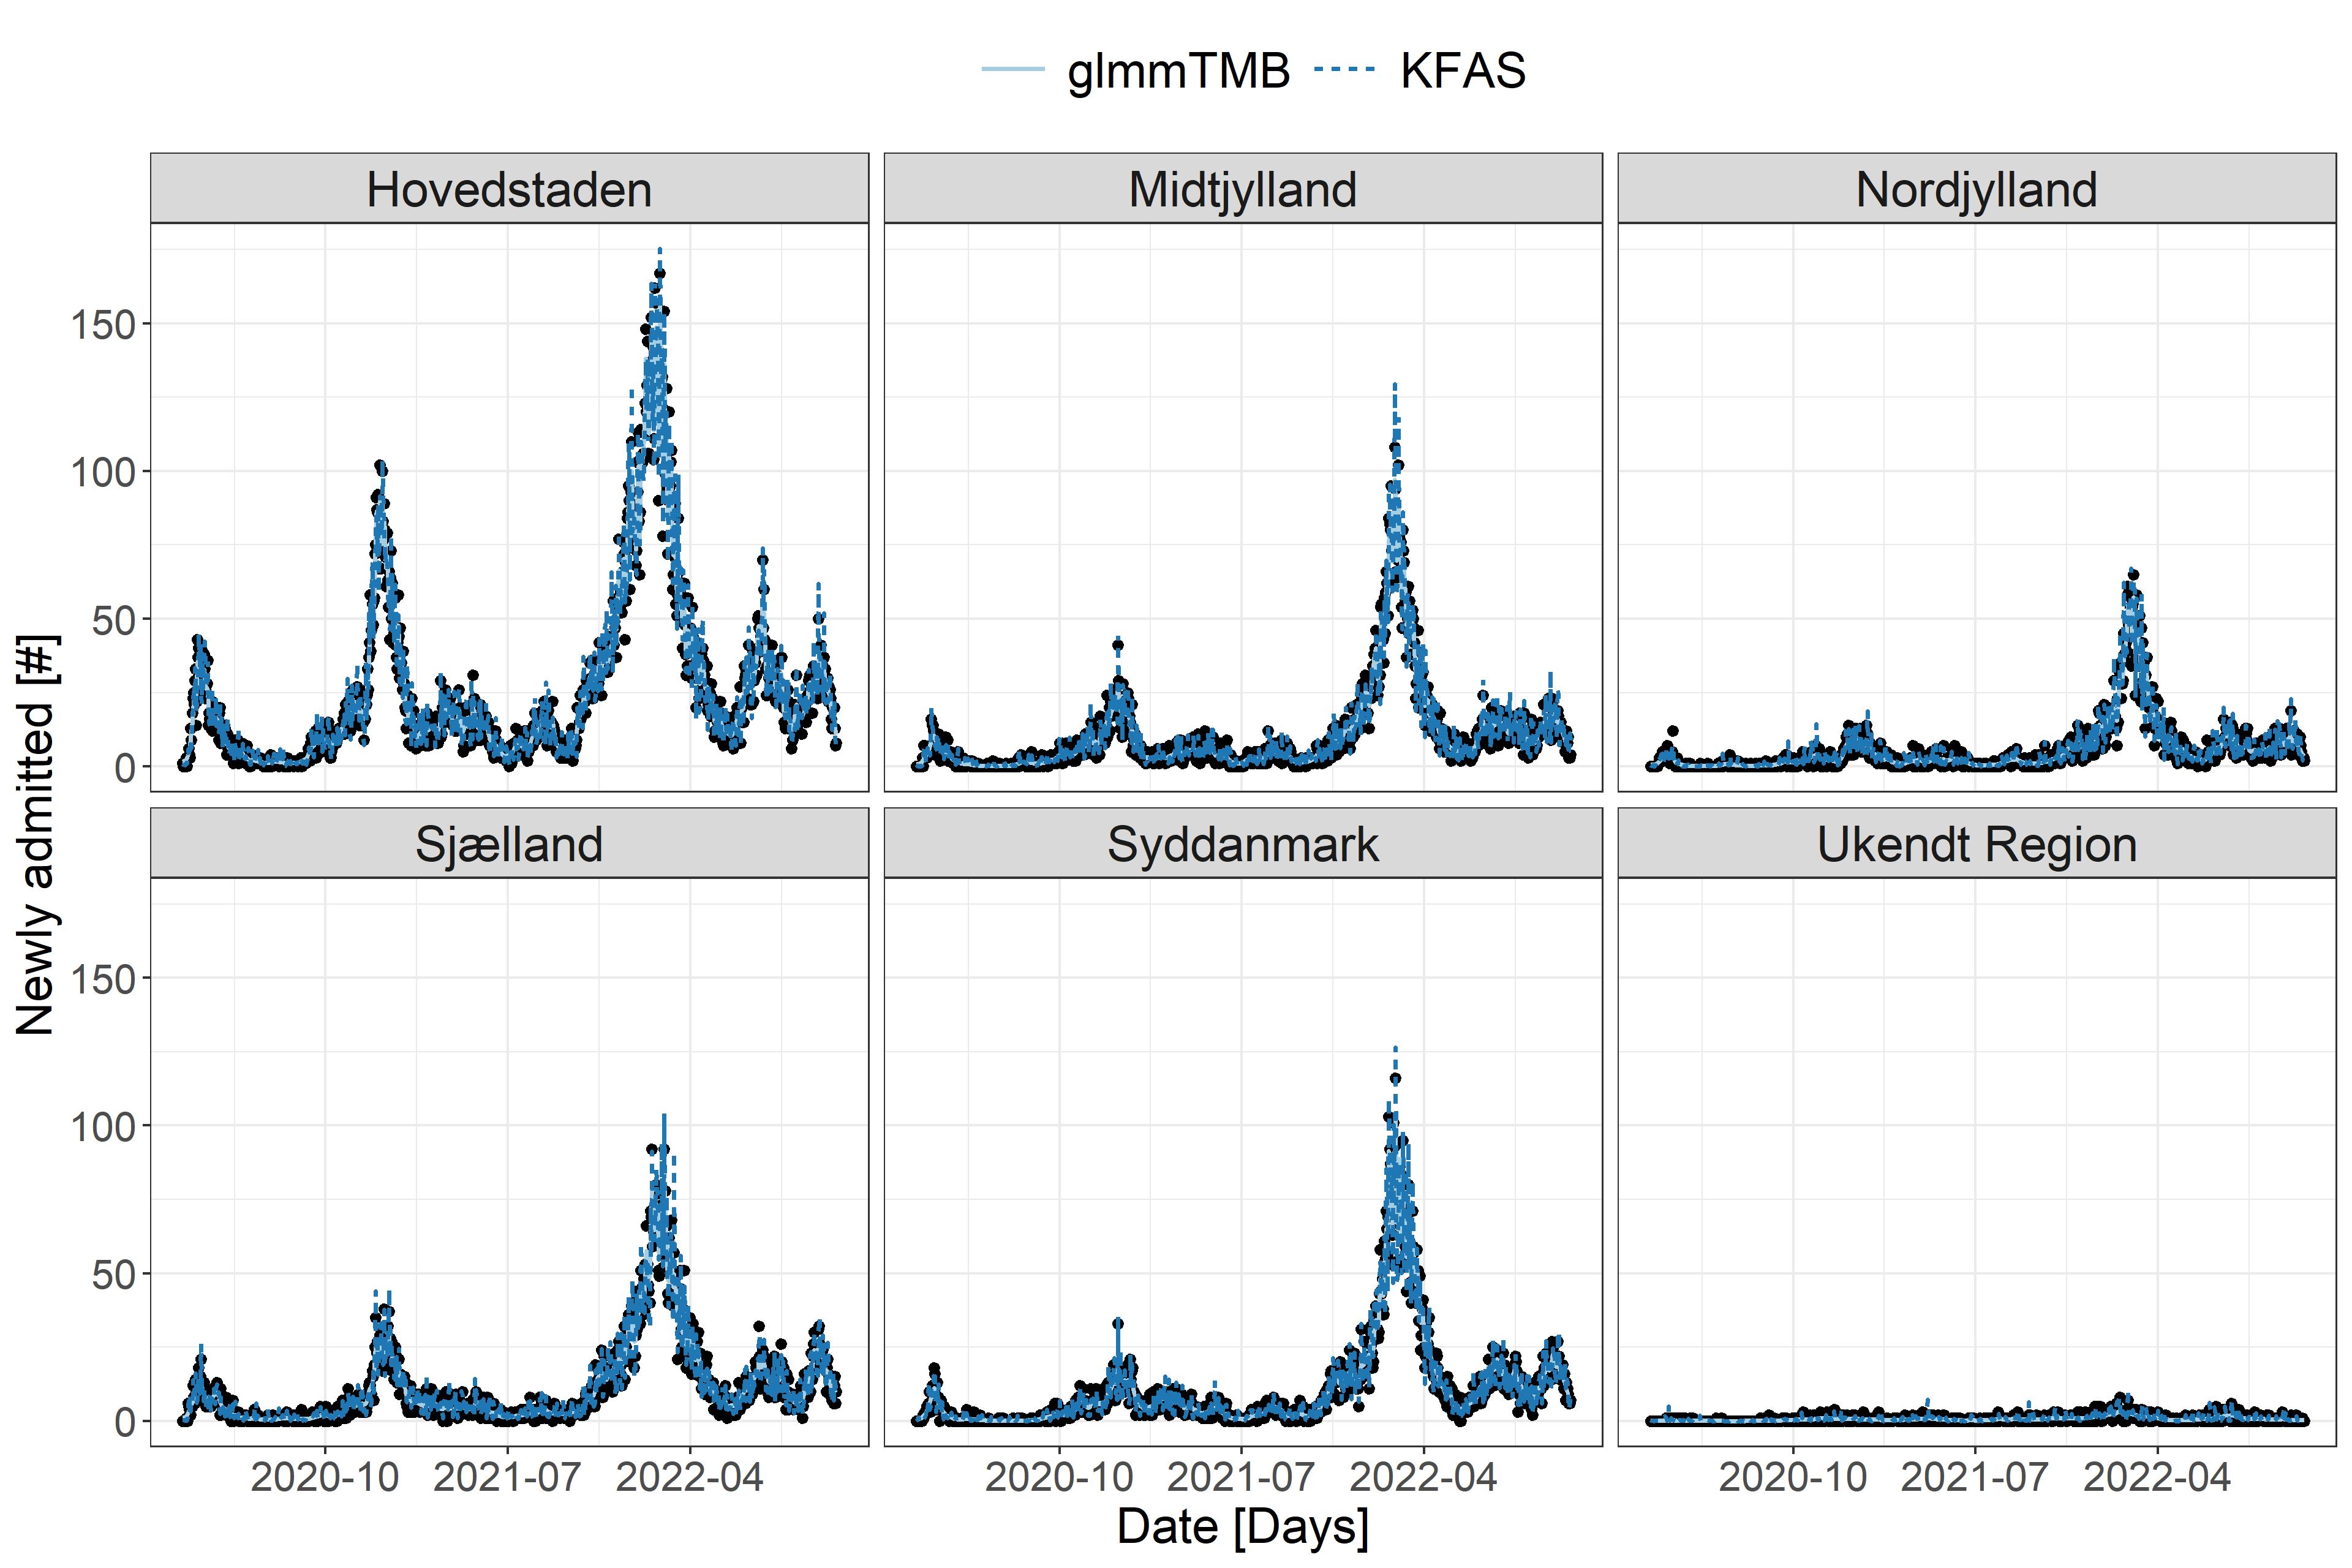 glmmTMB KFAS
Hovedstaden Midtjylland Nordjylland
150
100
50
0
Sjælland Syddanmark Ukendt Region
150
100
50
0
2020-10 2021-07 2022-04 2020-10 2021-07 2022-04 2020-10 2021-07 2022-04
Date [Days]
Newly admitted [#]